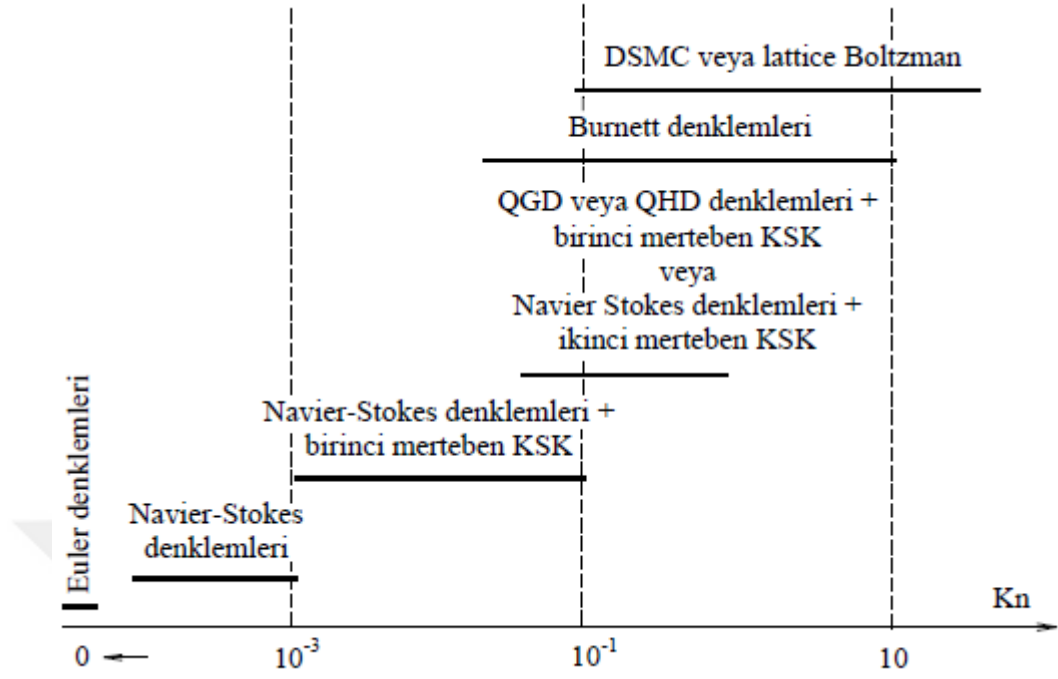 DSMC veya lattice Boltzman
Burnett denklemleri
QGD veya QHD denklemleri +
birinci merteben KSK
veya
Navier Stokes denklemleri +
ikinci merteben KSK
Navier-Stokes denklemleri +
birinci merteben KSK
Navier-Stokes
denklemleri
Euler denklemleri
Kn
0
10⁻³
10⁻¹
10